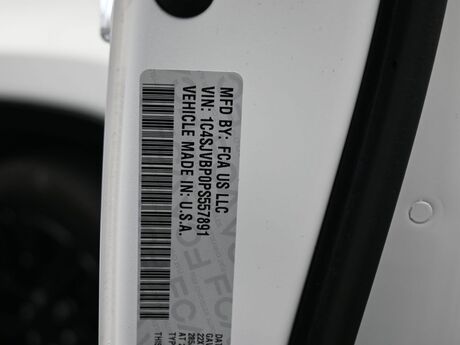 MFD BY: FCA US LLC
VIN: 1C4SJVBP0PS557891
VEHICLE MADE IN: U.S.A.